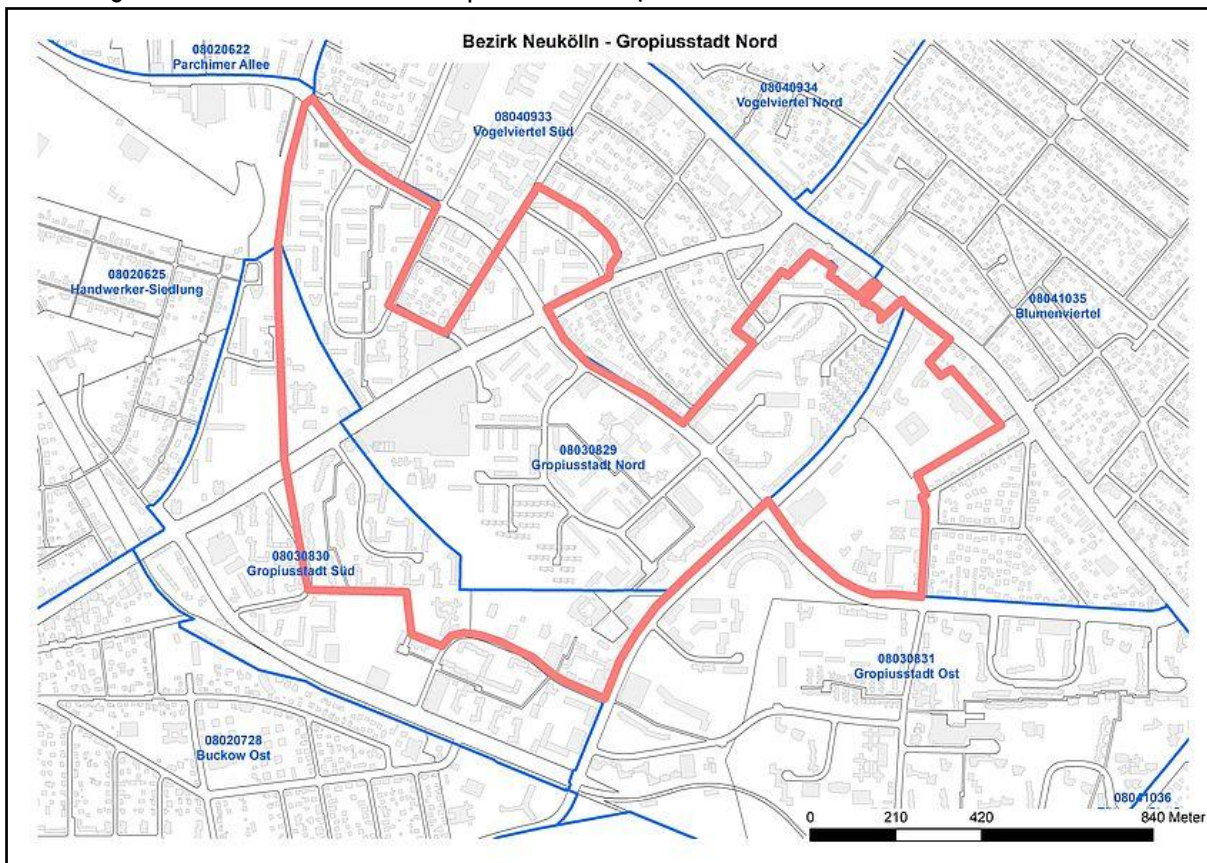 Bezirk Neukölln - Gropiusstadt Nord
08020622
Parchimer Allee
08040934
Vogelviertel Nord
08040933
Vogelviertel Süd
08020625
Handwerker-Siedlung
08041035
Blumenviertel
08030829
Gropiusstadt Nord
08030830
Gropiusstadt Süd
08030831
Gropiusstadt Ost
08020728
Buckow Ost
08041036
0 210 420 840 Meter